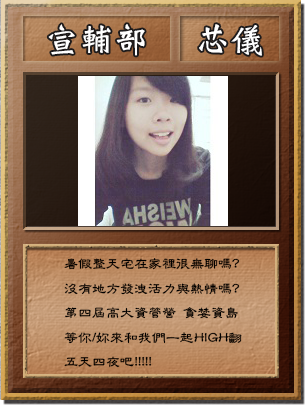 宣輔部 芯儀
WEISHA
暑假整天宅在家裡很無聊嗎?
沒有地方發洩活力與熱情嗎?
第四屆高大資管營 貪婪資島
等你/妳來和我們一起HIGH翻
五天四夜吧!!!!!